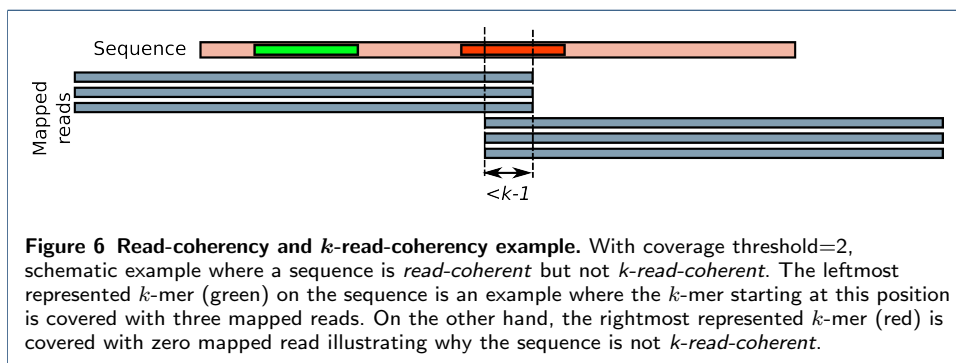 Sequence
Mapped
reads
<k-1
Figure 6 Read-coherency and k-read-coherency example. With coverage threshold=2,
schematic example where a sequence is read-coherent but not k-read-coherent. The leftmost
represented k-mer (green) on the sequence is an example where the k-mer starting at this position
is covered with three mapped reads. On the other hand, the rightmost represented k-mer (red) is
covered with zero mapped read illustrating why the sequence is not k-read-coherent.